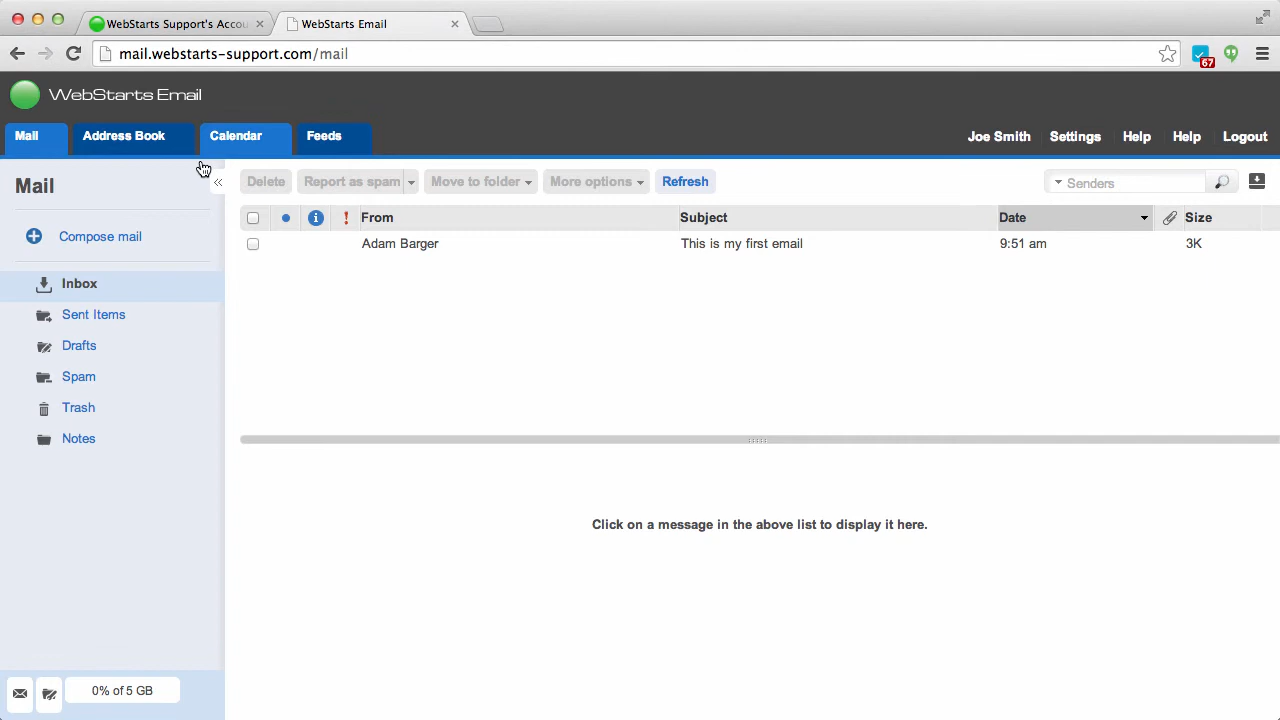 WebStarts Support's Accou
WebStarts Email
mail.webstarts-support.com/mail
67
WebStarts Email
Mail
Address Book
Calendar
Feeds
Joe Smith
Settings
Help
Help
Logout
Mail
Delete
Report as spam
Move to folder
More options
Refresh
Senders
From
Subject
Date
Size
Adam Barger
This is my first email
9:51 am
3K
Compose mail
Inbox
Sent Items
Drafts
Spam
Trash
Notes
Click on a message in the above list to display it here.
0% of 5 GB